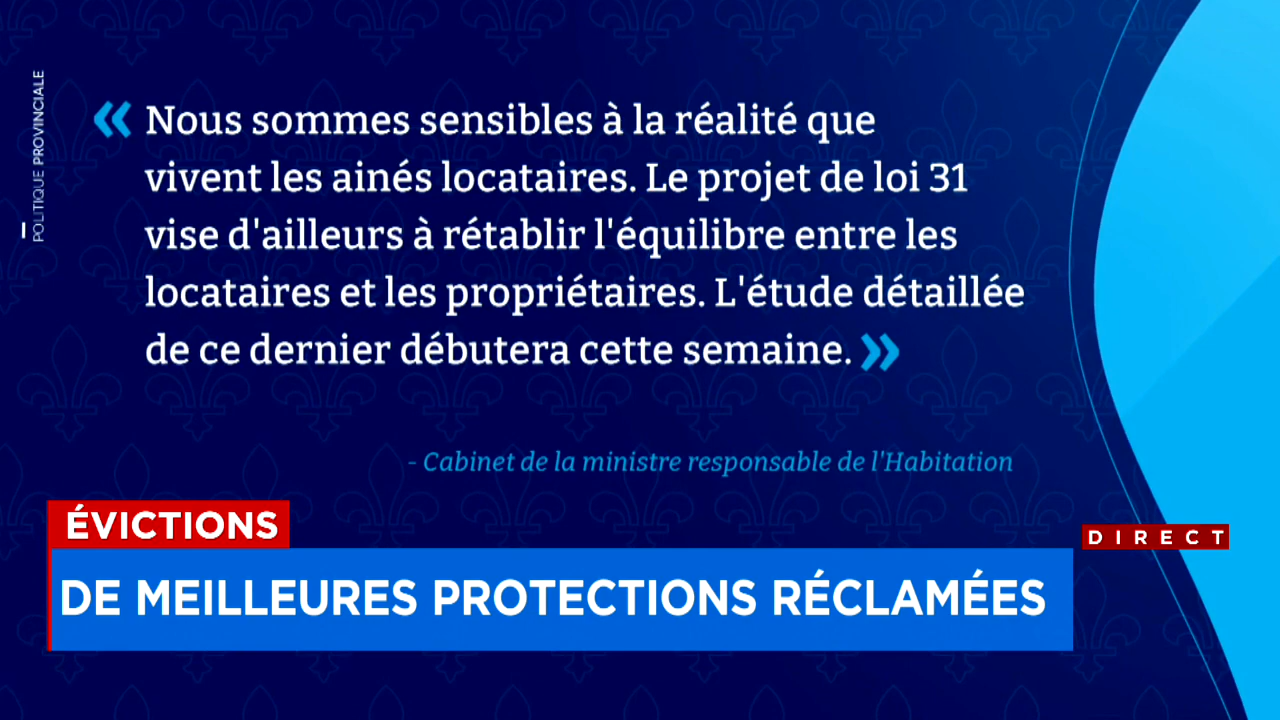 POLITIQUE PROVINCIALE
« Nous sommes sensibles à la réalité que
vivent les ainés locataires. Le projet de loi 31
vise d'ailleurs à rétablir l'équilibre entre les
locataires et les propriétaires. L'étude détaillée
de ce dernier débutera cette semaine. »
- Cabinet de la ministre responsable de l'Habitation
ÉVICTIONS
DIRECT
DE MEILLEURES PROTECTIONS RÉCLAMÉES